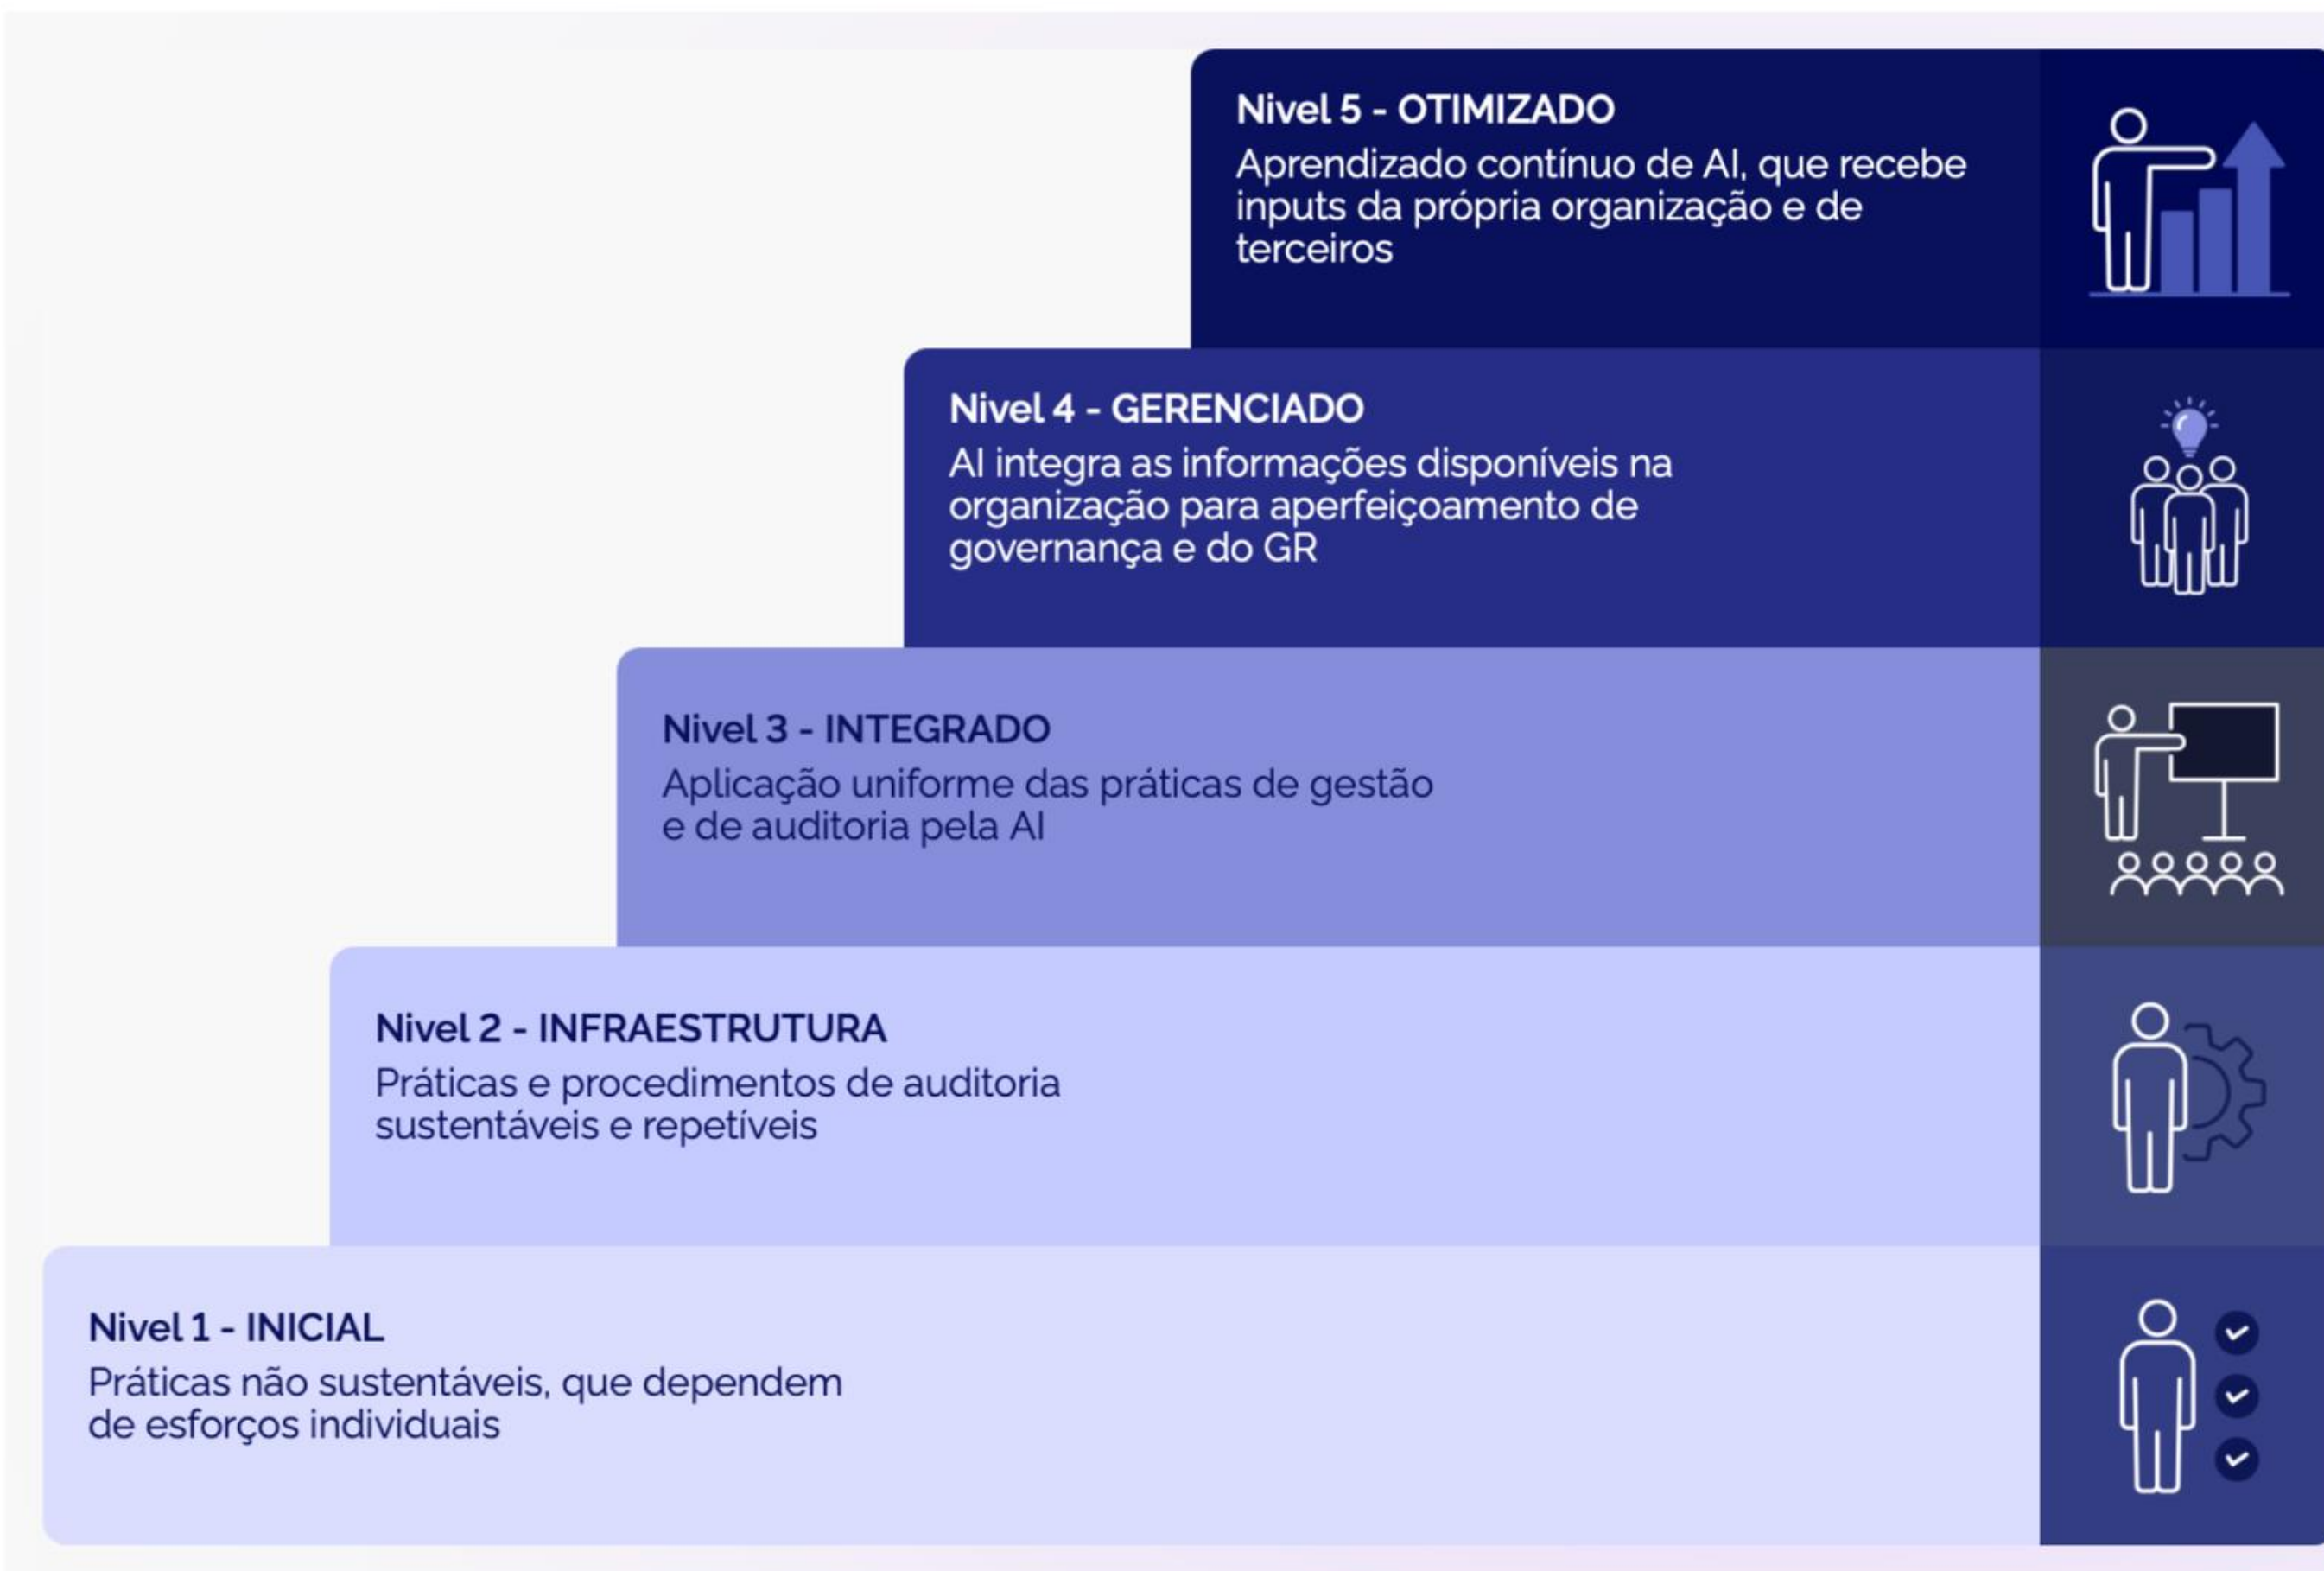 Nivel 5 - OTIMIZADO
Aprendizado contínuo de AI, que recebe
inputs da própria organização e de
terceiros
Nivel 4 - GERENCIADO
AI integra as informações disponíveis na
organização para aperfeiçoamento de
governança e do GR
Nivel 3 - INTEGRADO
Aplicação uniforme das práticas de gestão
e de auditoria pela AI
Nivel 2 - INFRAESTRUTURA
Práticas e procedimentos de auditoria
sustentáveis e repetíveis
Nivel 1 - INICIAL
Práticas não sustentáveis, que dependem
de esforços individuais